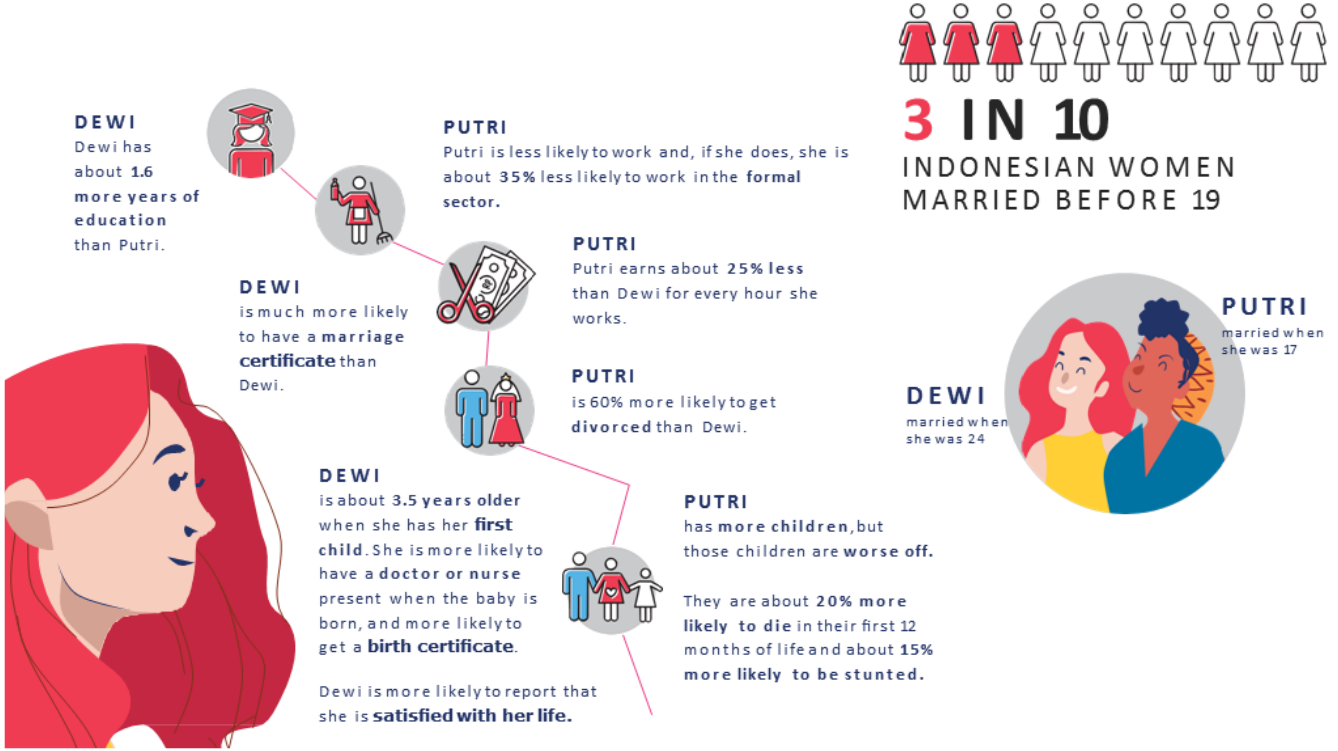 3 IN 10
INDONESIAN WOMEN
MARRIED BEFORE 19
DEWI
Dewi has
about 1.6
more years of
education
than Putri.
PUTRI
Putri is less likely to work and, if she does, she is
about 35% less likely to work in the formal
sector.
PUTRI
Putri earns about 25% less
than Dewi for every hour she
works.
DEWI
is much more likely
to have a marriage
certificate than
Dewi.
PUTRI
is 60% more likely to get
divorced than Dewi.
PUTRI
married when
she was 17
DEWI
married when
she was 24
DEWI
is about 3.5 years older
when she has her first
child. She is more likely to
have a doctor or nurse
present when the baby is
born, and more likely to
get a birth certificate.
Dewi is more likely to report that
she is satisfied with her life.
PUTRI
has more children, but
those children are worse off.
They are about 20% more
likely to die in their first 12
months of life and about 15%
more likely to be stunted.